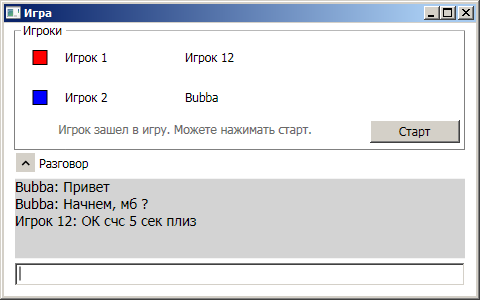 Игра
Игроки
Игрок 1 Игрок 12
Игрок 2 Bubba
Игрок зашел в игру. Можете нажимать старт.
Старт
Разговор
Bubba: Привет
Bubba: Начнем, мб ?
Игрок 12: ОК счс 5 сек плиз